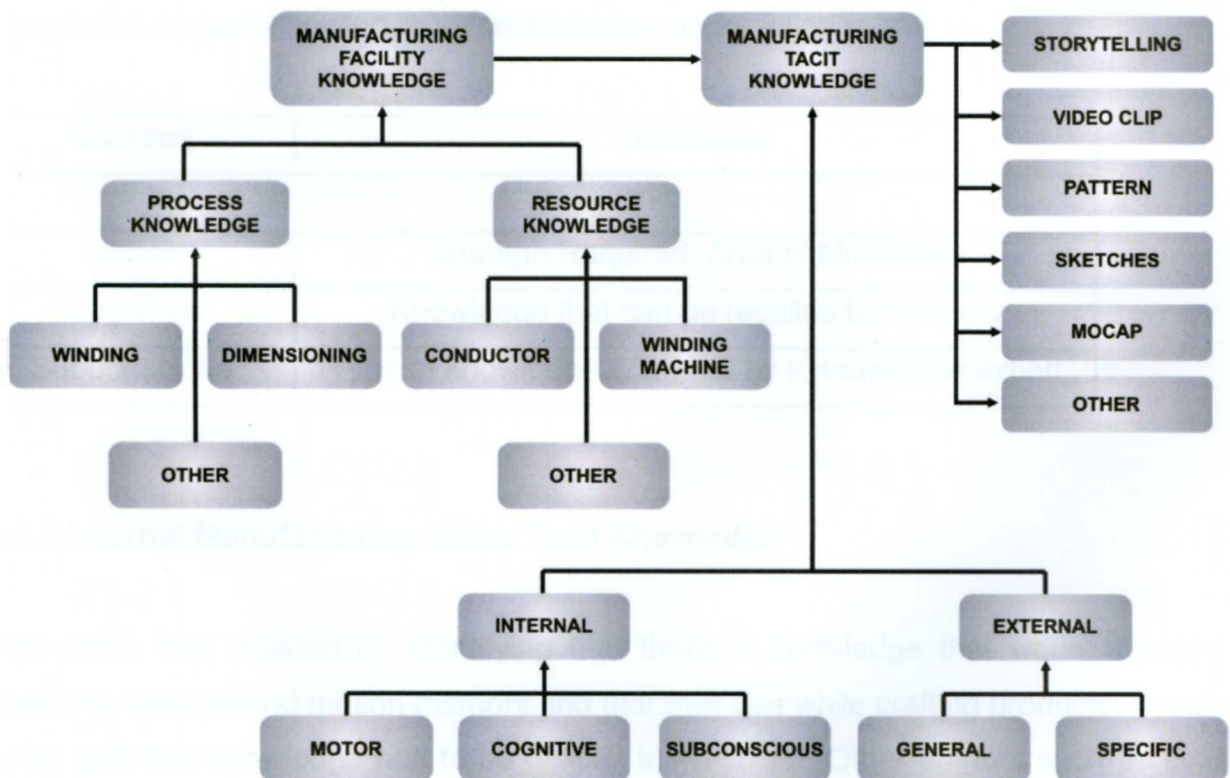 MANUFACTURING
FACILITY
KNOWLEDGE
MANUFACTURING
TACIT
KNOWLEDGE
STORYTELLING
VIDEO CLIP
PATTERN
SKETCHES
MOCAP
OTHER
PROCESS
KNOWLEDGE
RESOURCE
KNOWLEDGE
WINDING
DIMENSIONING
CONDUCTOR
WINDING
MACHINE
OTHER
OTHER
INTERNAL
EXTERNAL
MOTOR
COGNITIVE
SUBCONSCIOUS
GENERAL
SPECIFIC